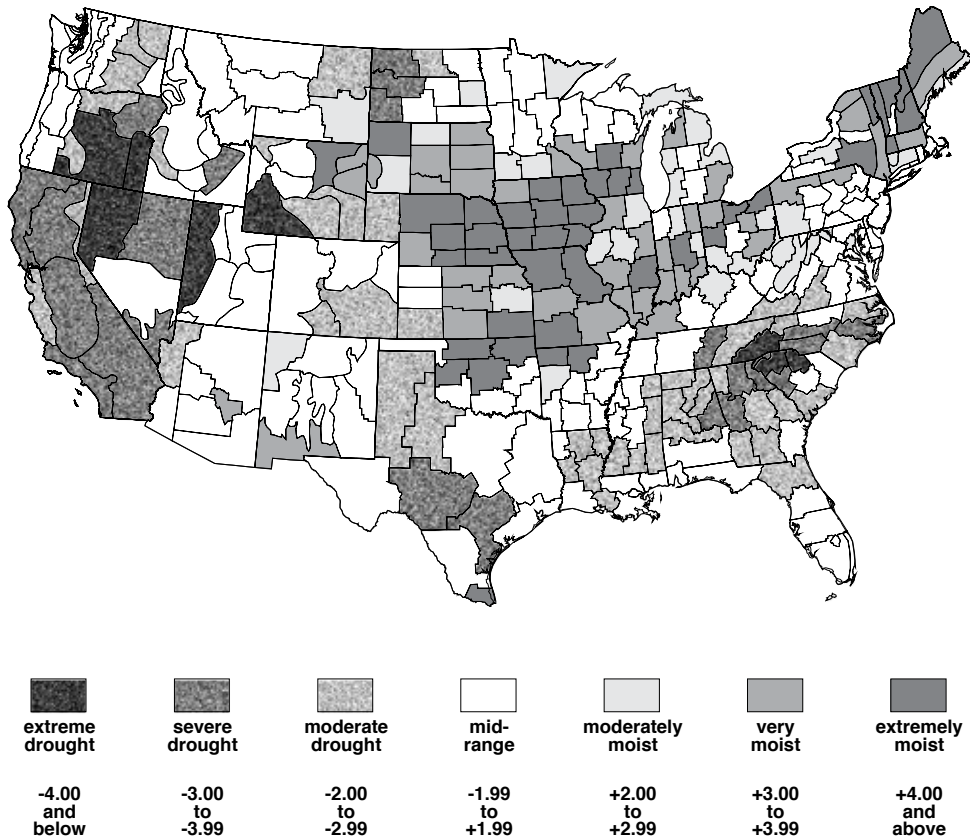 extreme severe moderate mid- moderately very extremely
drought drought drought range moist moist moist
-4.00 -3.00 -2.00 -1.99 +2.00 +3.00 +4.00
and to to to to to and
below -3.99 -2.99 +1.99 +2.99 +3.99 above